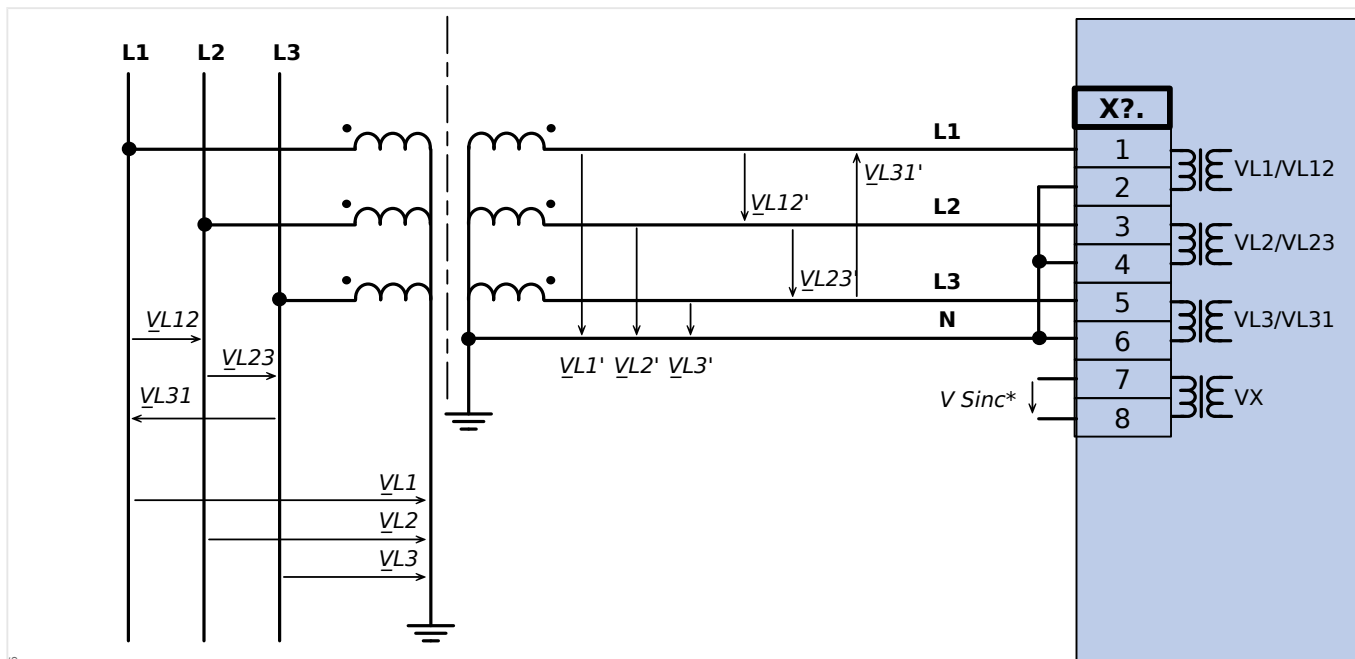 L1 L2 L3
X?.
L1
1
VL1/VL12
VL31'
2
VL12'
L2
3
VL2/VL23
4
VL23'
L3
5
VL3/VL31
VL12
N
6
VL23
VL1' VL2' VL3'
7
VL31
V Sinc*
VX
8
VL1
VL2
VL3